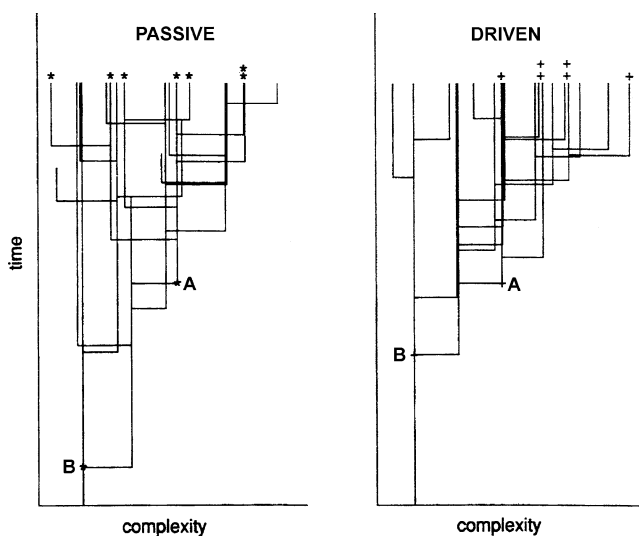 PASSIVE
DRIVEN
* * * * * * *
+ + + + + +
time
* A
+ A
B *
B +
complexity
complexity